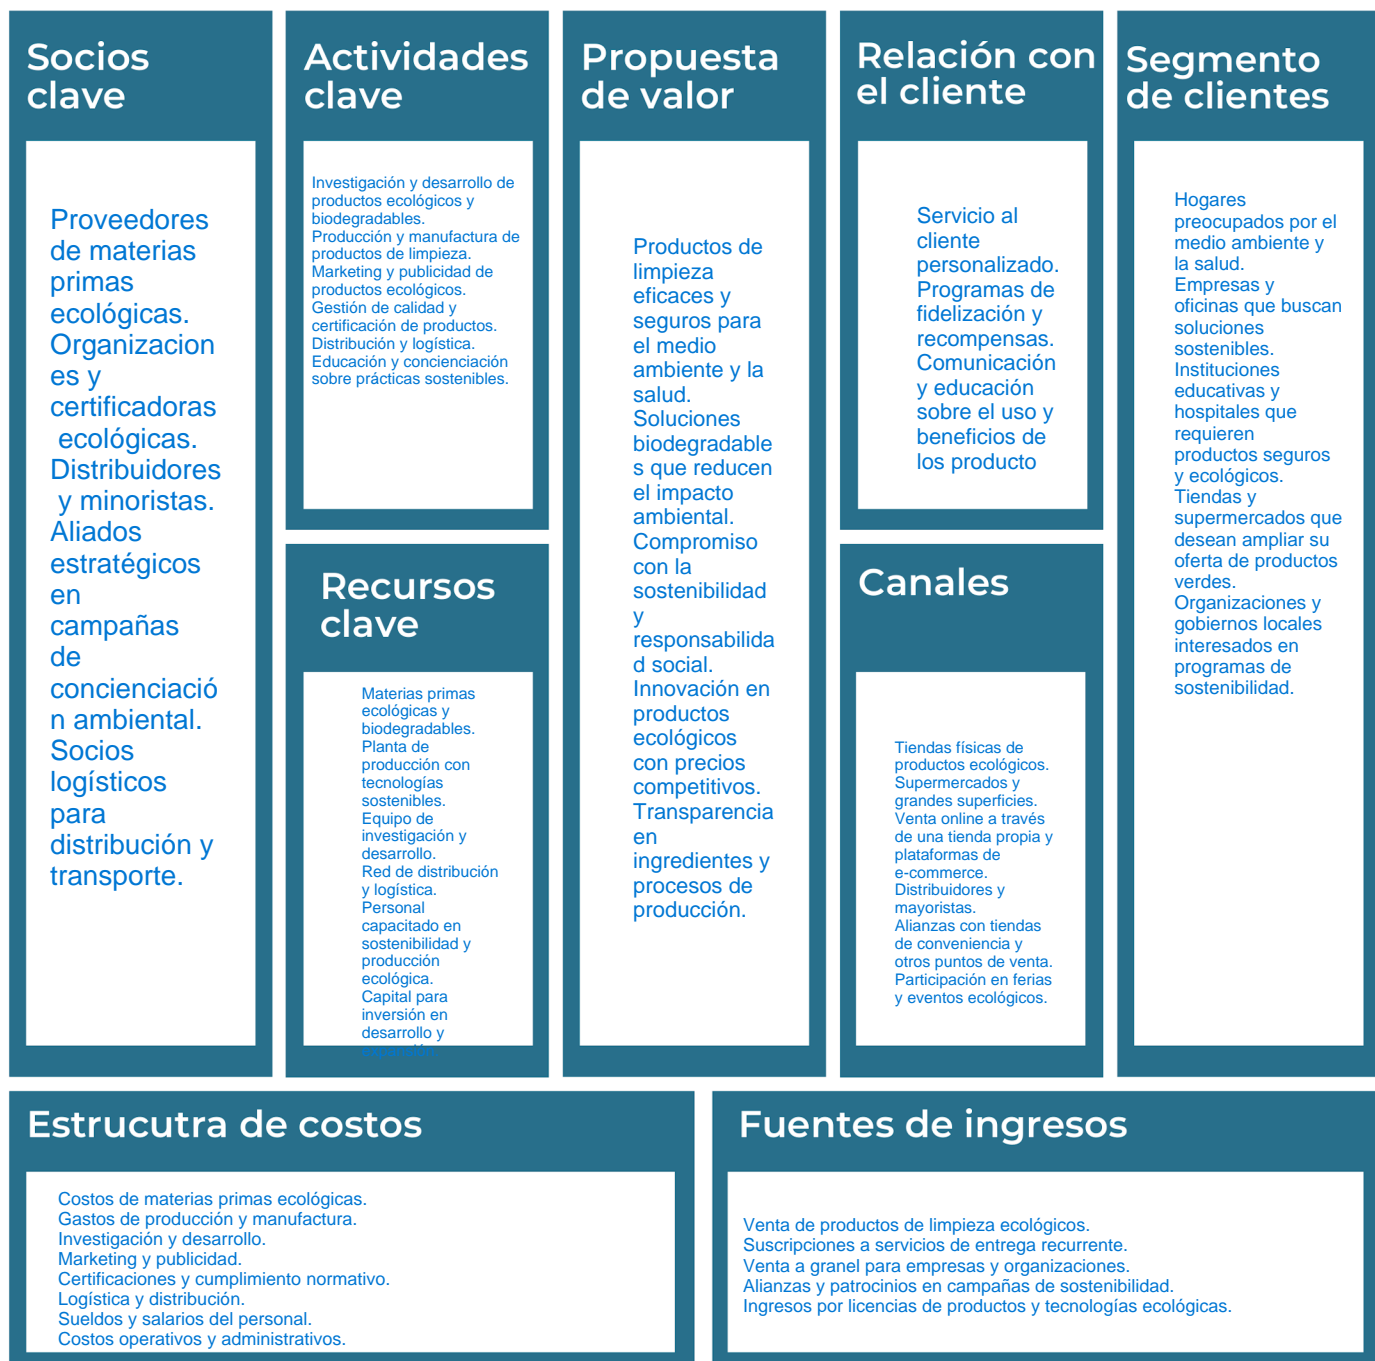 Socios
clave
Proveedores
de materias
primas
ecológicas.
Organizacion
es y
certificadoras
ecológicas.
Distribuidores
y minoristas.
Aliados
estratégicos
en
campañas
de
concienciació
n ambiental.
Socios
logísticos
para
distribución y
transporte.
Actividades
clave
Investigación y desarrollo de
productos ecológicos y
biodegradables.
Producción y manufactura de
productos de limpieza.
Marketing y publicidad de
productos ecológicos.
Gestión de calidad y
certificación de productos.
Distribución y logística.
Educación y concienciación
sobre prácticas sostenibles.
Recursos
clave
Materias primas
ecológicas y
biodegradables.
Planta de
producción con
tecnologías
sostenibles.
Equipo de
investigación y
desarrollo.
Red de distribución
y logística.
Personal
capacitado en
sostenibilidad y
producción
ecológica.
Capital para
inversión en
desarrollo y
Propuesta
de valor
Productos de
limpieza
eficaces y
seguros para
el medio
ambiente y la
salud.
Soluciones
biodegradable
s que reducen
el impacto
ambiental.
Compromiso
con la
sostenibilidad
y
responsabilida
d social.
Innovación en
productos
ecológicos
con precios
competitivos.
Transparencia
en
ingredientes y
procesos de
producción.
Relación con
el cliente
Servicio al
cliente
personalizado.
Programas de
fidelización y
recompensas.
Comunicación
y educación
sobre el uso y
beneficios de
los producto
Canales
Tiendas físicas de
productos ecológicos.
Supermercados y
grandes superficies.
Venta online a través
de una tienda propia y
plataformas de
e-commerce.
Distribuidores y
mayoristas.
Alianzas con tiendas
de conveniencia y
otros puntos de venta.
Participación en ferias
y eventos ecológicos.
Segmento
de clientes
Hogares
preocupados por el
medio ambiente y
la salud.
Empresas y
oficinas que buscan
soluciones
sostenibles.
Instituciones
educativas y
hospitales que
requieren
productos seguros
y ecológicos.
Tiendas y
supermercados que
desean ampliar su
oferta de productos
verdes.
Organizaciones y
gobiernos locales
interesados en
programas de
sostenibilidad.
Estrucutra de costos
Costos de materias primas ecológicas.
Gastos de producción y manufactura.
Investigación y desarrollo.
Marketing y publicidad.
Certificaciones y cumplimiento normativo.
Logística y distribución.
Sueldos y salarios del personal.
Costos operativos y administrativos.
Fuentes de ingresos
Venta de productos de limpieza ecológicos.
Suscripciones a servicios de entrega recurrente.
Venta a granel para empresas y organizaciones.
Alianzas y patrocinios en campañas de sostenibilidad.
Ingresos por licencias de productos y tecnologías ecológicas.